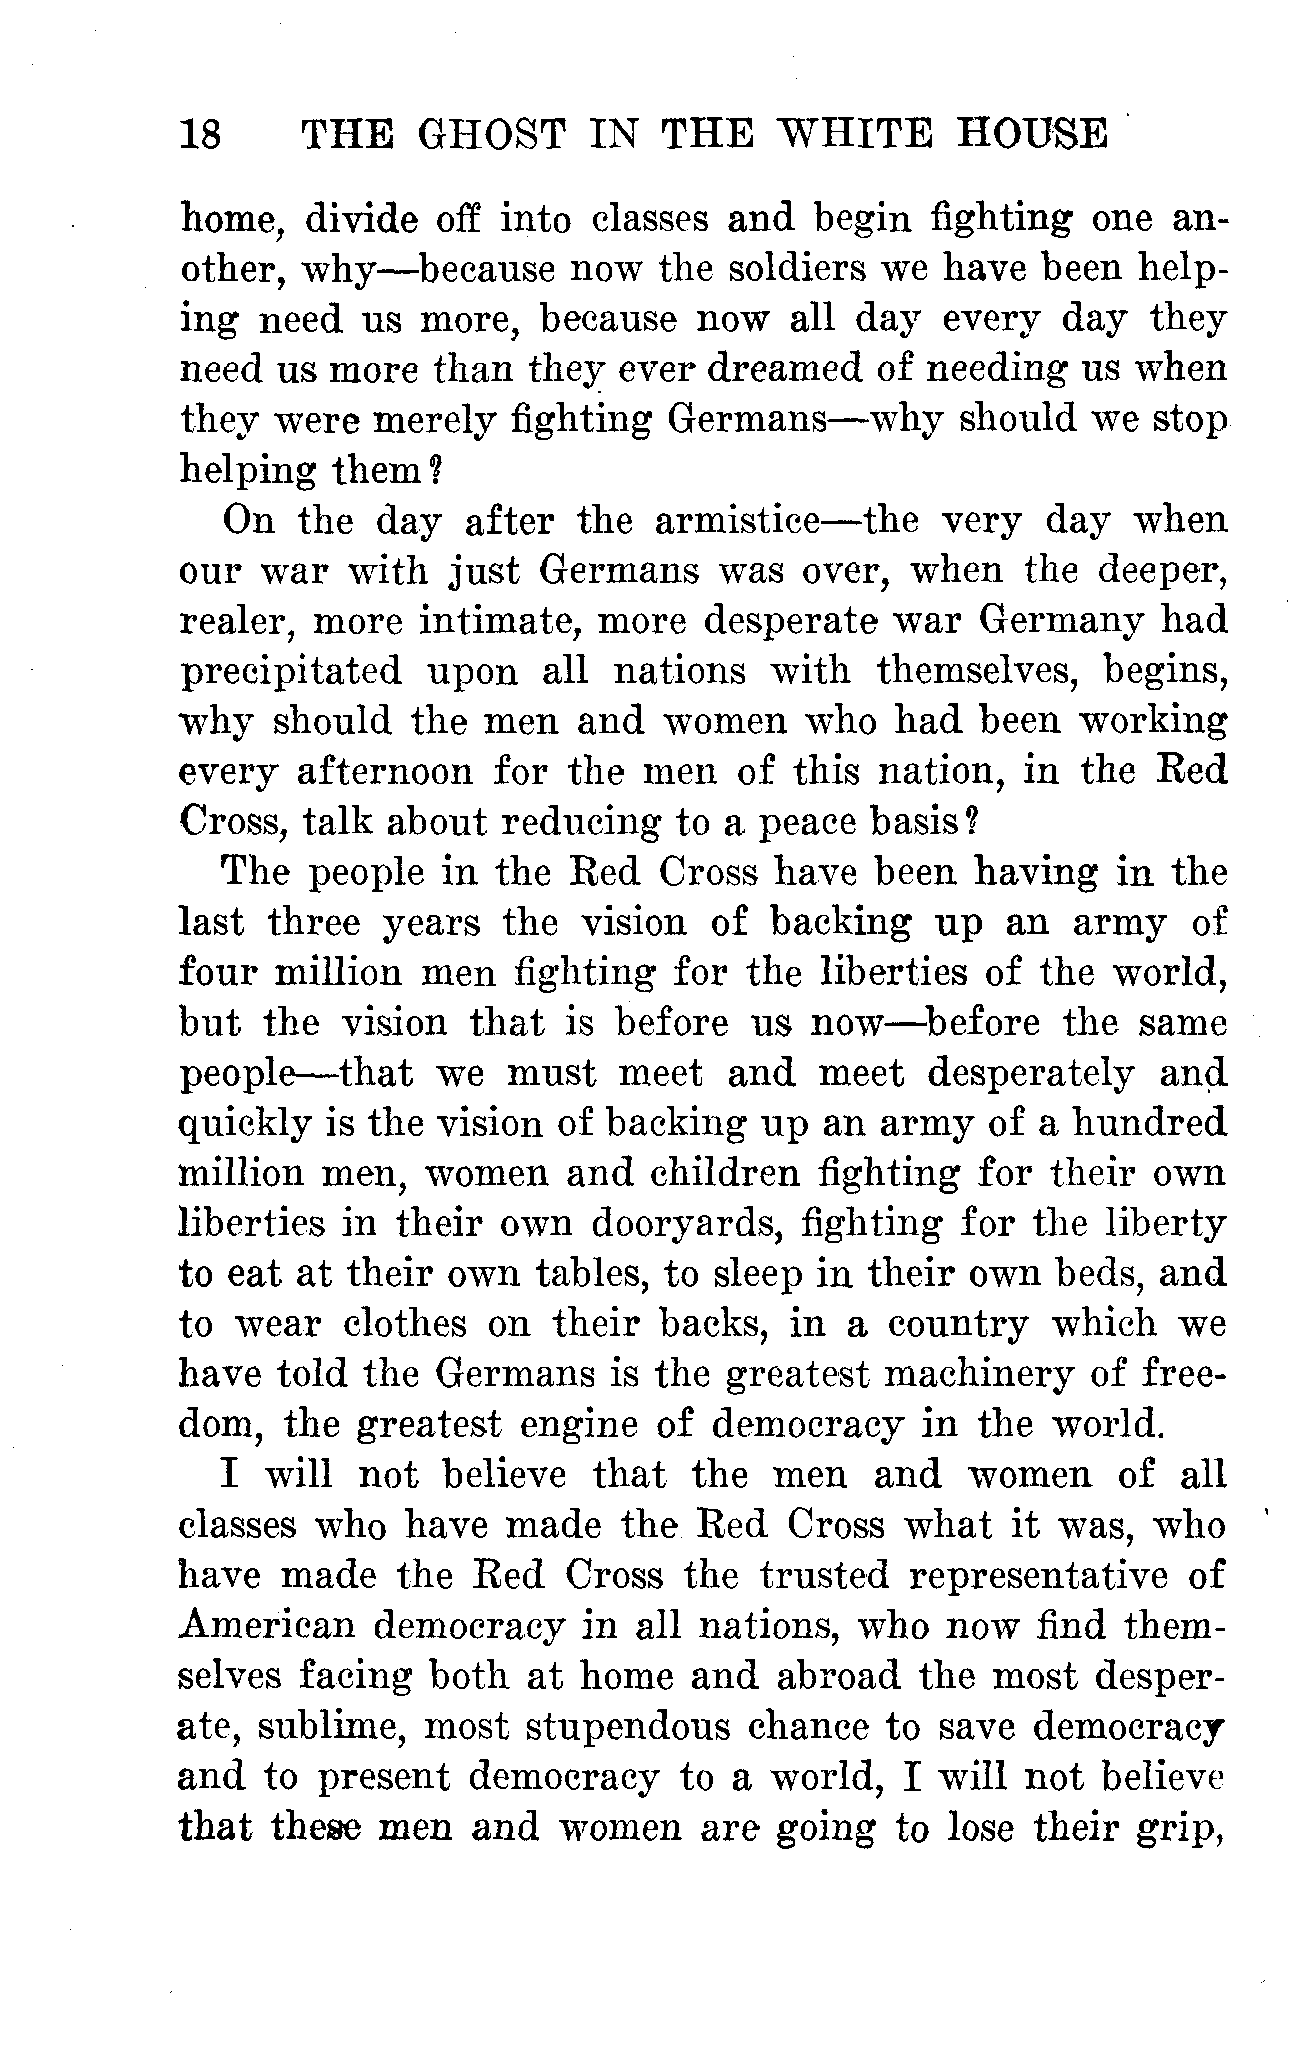 18 THE GHOST IN THE WHITE HOUSE
home, divide off into classes and begin fighting one an-
other, why—because now the soldiers we have been help-
ing need us more, because now all day every day they
need us more than they ever dreamed of needing us when
they were merely fighting Germans—why should we stop
helping them?
On the day after the armistice—the very day when
our war with just Germans was over, when the deeper,
realer, more intimate, more desperate war Germany had
precipitated upon all nations with themselves, begins,
why should the men and women who had been working
every afternoon for the men of this nation, in the Red
Cross, talk about reducing to a peace basis?
The people in the Red Cross have been having in the
last three years the vision of backing up an army of
four million men fighting for the liberties of the world,
but the vision that is before us now—before the same
people—that we must meet and meet desperately and
quickly is the vision of backing up an army of a hundred
million men, women and children fighting for their own
liberties in their own dooryards, fighting for the liberty
to eat at their own tables, to sleep in their own beds, and
to wear clothes on their backs, in a country which we
have told the Germans is the greatest machinery of free-
dom, the greatest engine of democracy in the world.
I will not believe that the men and women of all
classes who have made the Red Cross what it was, who
have made the Red Cross the trusted representative of
American democracy in all nations, who now find them-
selves facing both at home and abroad the most desper-
ate, sublime, most stupendous chance to save democracy
and to present democracy to a world, I will not believe
that these men and women are going to lose their grip,